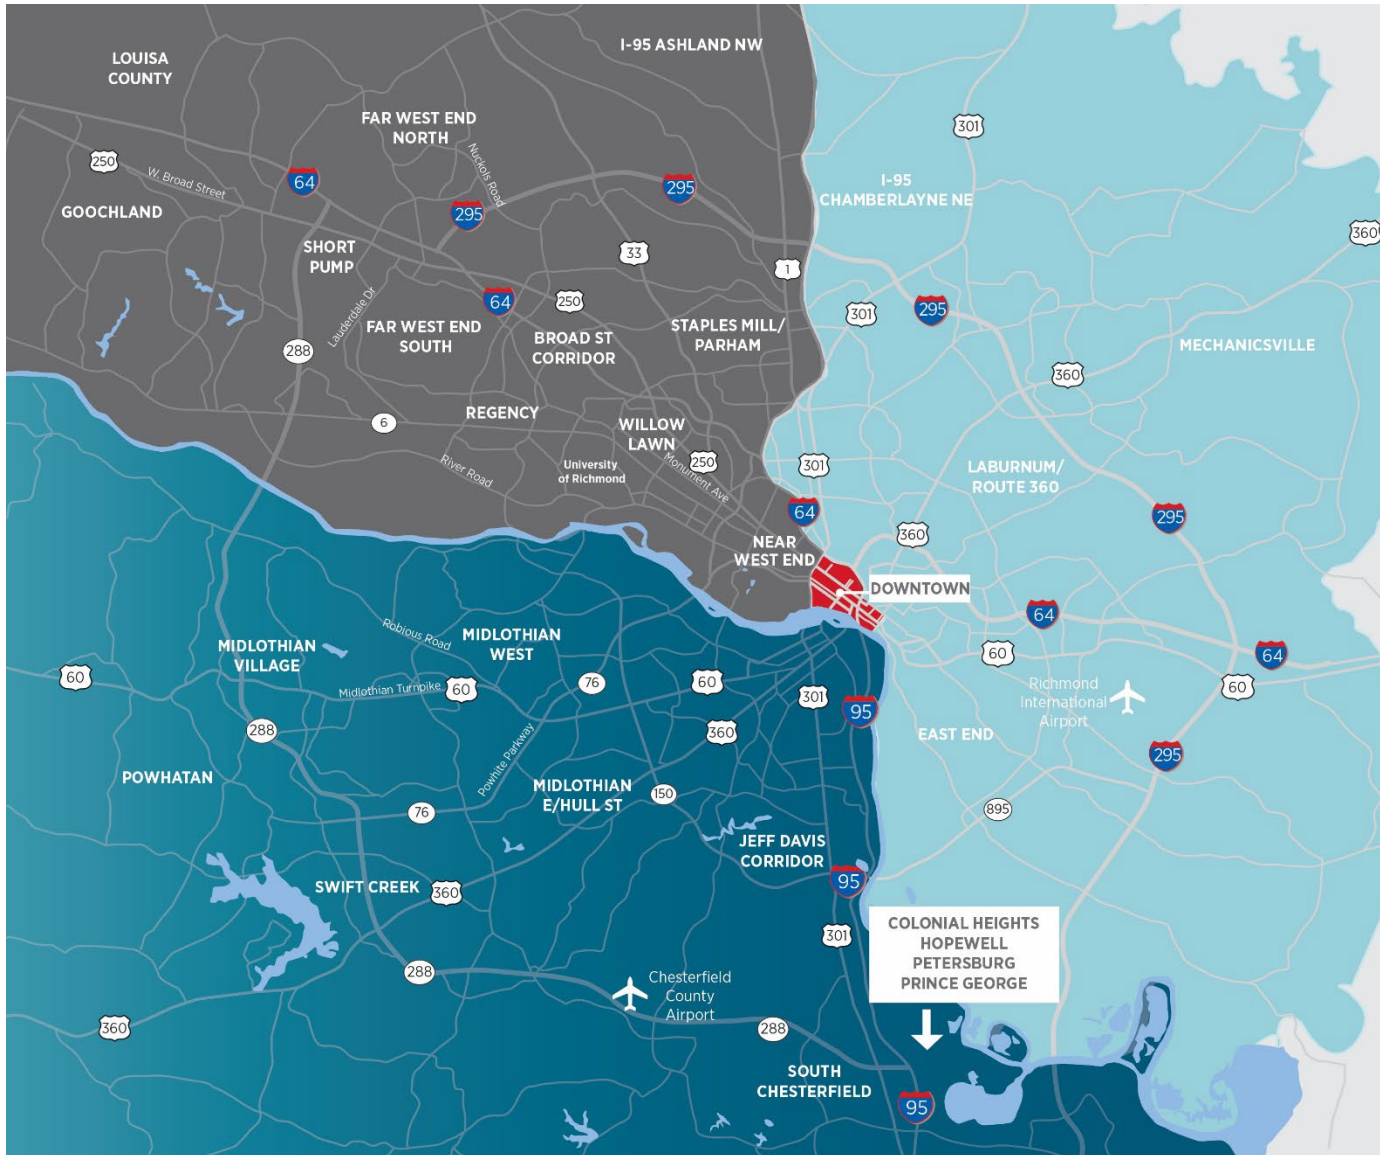 LOUISA
COUNTY
I-95 ASHLAND NW
FAR WEST END
NORTH
301
250
W. Broad Street
64
Nuckols Road
295
295
I-95
CHAMBERLAYNE NE
GOOCHLAND
360
SHORT
PUMP
33
1
64
250
301
295
Lauderdale Dr
FAR WEST END
SOUTH
BROAD ST
CORRIDOR
STAPLES MILL/
PARHAM
288
MECHANICSVILLE
360
6
REGENCY
WILLOW
LAWN
River Road
University
of Richmond
250
Monument Ave
301
LABURNUM/
ROUTE 360
64
295
360
NEAR
WEST END
DOWNTOWN
64
Robious Road
MIDLOTHIAN
WEST
MIDLOTHIAN
VILLAGE
60
64
60
Midlothian Turnpike
60
76
60
301
95
Richmond
International
Airport
60
288
Powhite Parkway
360
EAST END
295
POWHATAN
MIDLOTHIAN
E/HULL ST
150
76
895
JEFF DAVIS
CORRIDOR
SWIFT CREEK
360
95
301
COLONIAL HEIGHTS
HOPEWELL
PETERSBURG
PRINCE GEORGE
288
Chesterfield
County
Airport
360
288
SOUTH
CHESTERFIELD
95